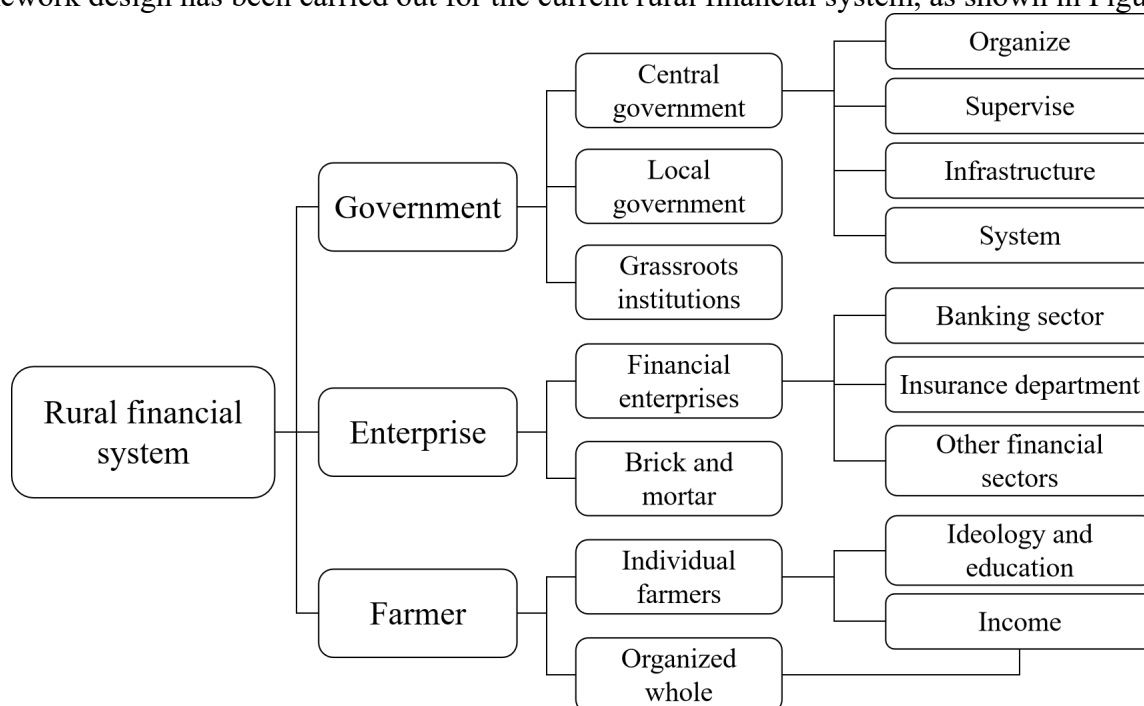 ework design has been carried out for the current rural financial system, as shown in Figu
Rural financial
system
Government
Central
government
Organize
Supervise
Infrastructure
System
Local
government
Grassroots
institutions
Enterprise
Financial
enterprises
Banking sector
Insurance department
Other financial
sectors
Brick and
mortar
Farmer
Individual
farmers
Ideology and
education
Income
Organized
whole